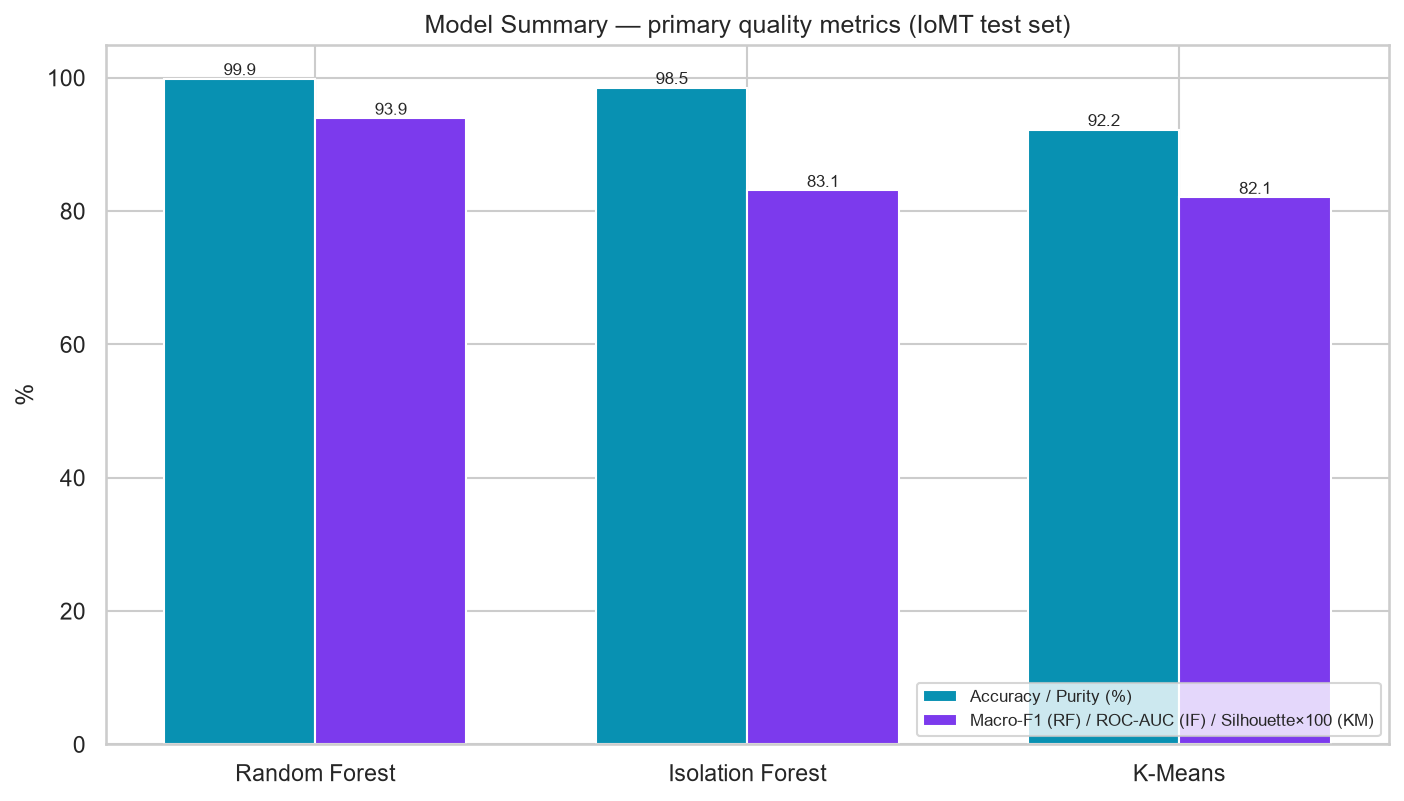 Model Summary — primary quality metrics (IoMT test set)
99.9
93.9
98.5
83.1
92.2
82.1
100
80
60
40
20
0
%
Accuracy / Purity (%)
Macro-F1 (RF) / ROC-AUC (IF) / Silhouette×100 (KM)
Random Forest
Isolation Forest
K-Means